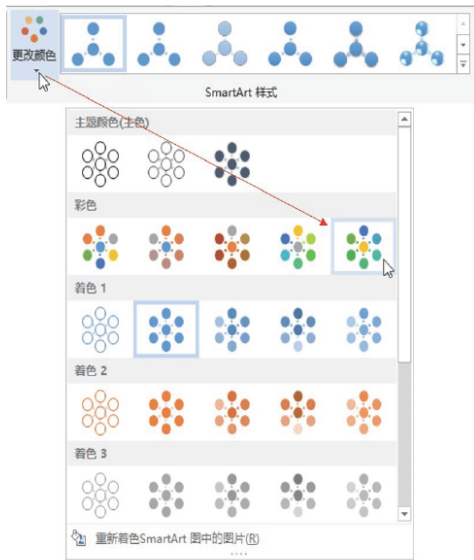 更改颜色
SmartArt 样式
主题颜色(主色)
彩色
着色 1
着色 2
着色 3
重新着色SmartArt 图中的图片(R)